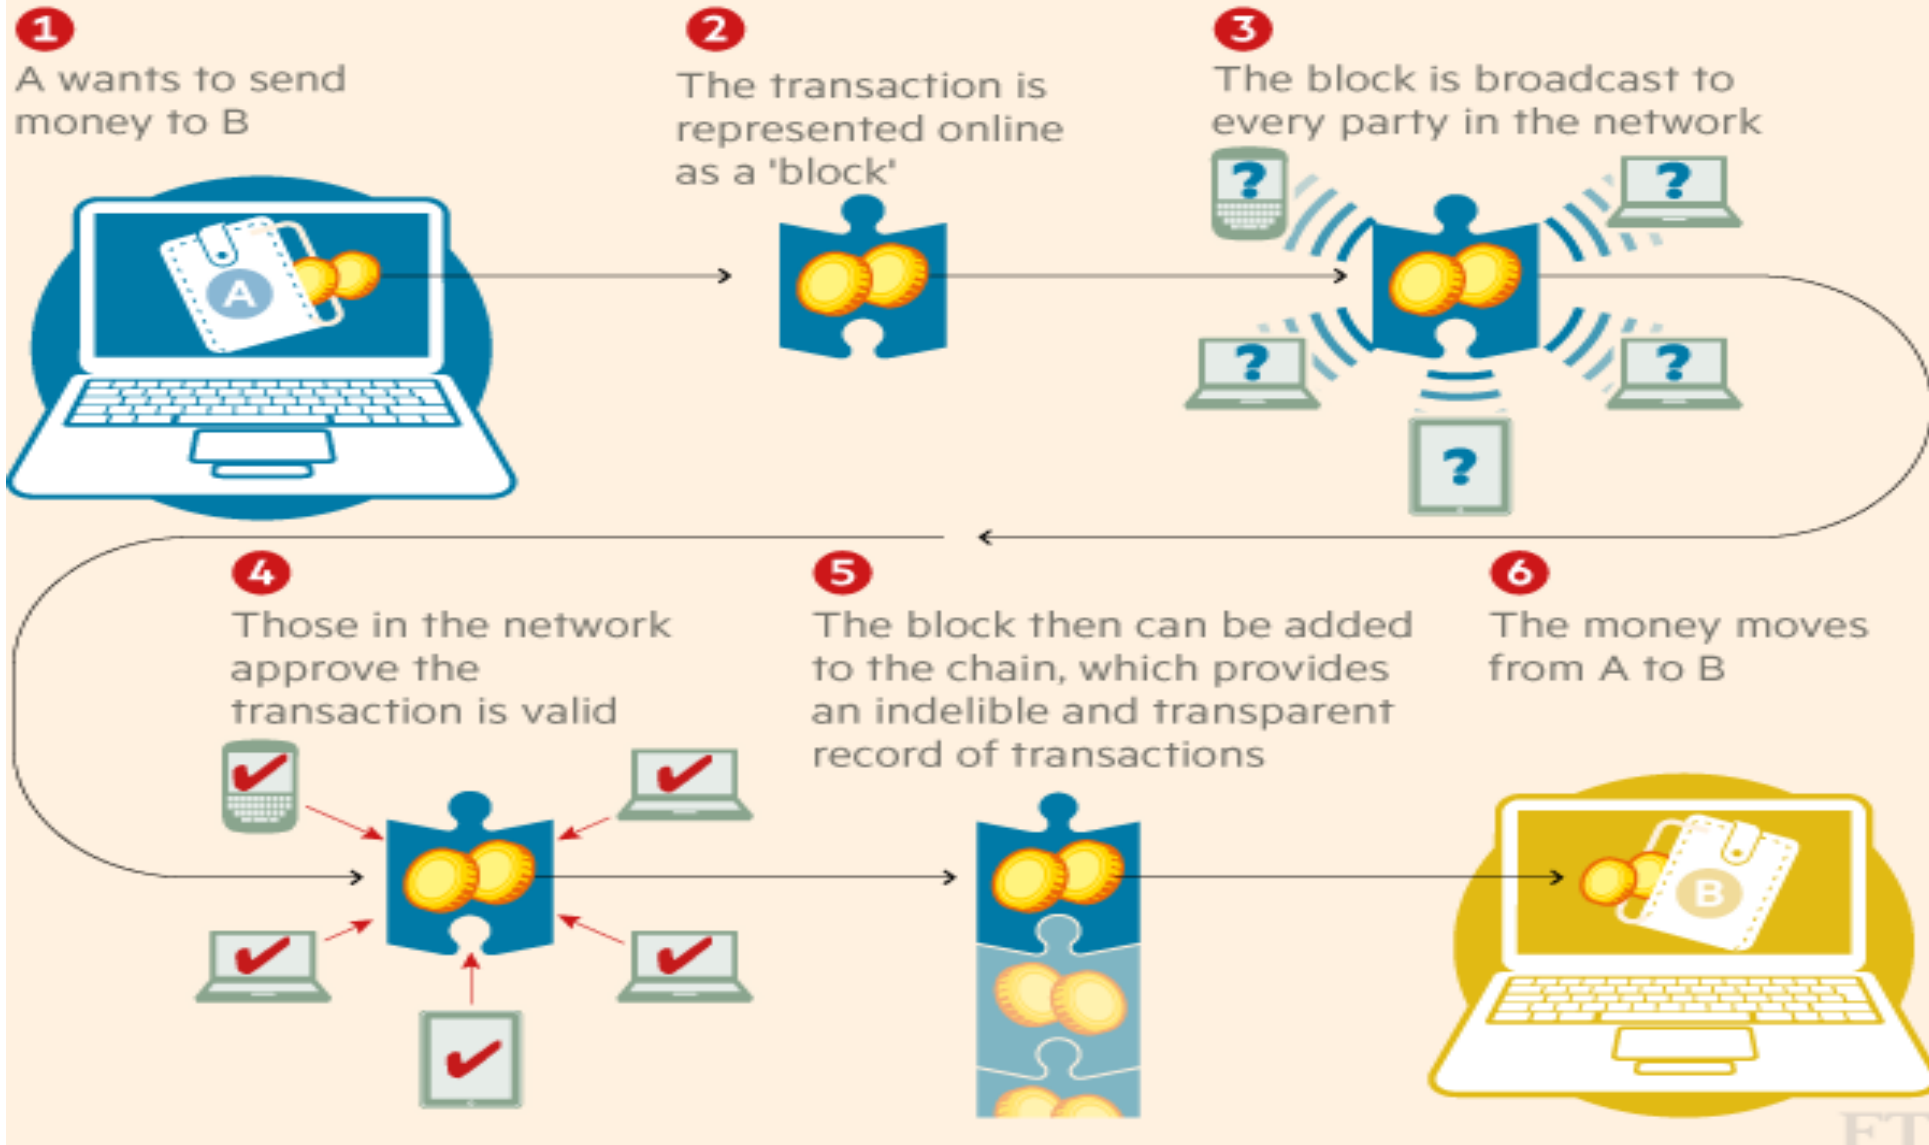 1
A wants to send
money to B
2
The transaction is
represented online
as a 'block'
3
The block is broadcast to
every party in the network
?
?
?
?
?
A
4
Those in the network
approve the
transaction is valid
5
The block then can be added
to the chain, which provides
an indelible and transparent
record of transactions
6
The money moves
from A to B
B
FT